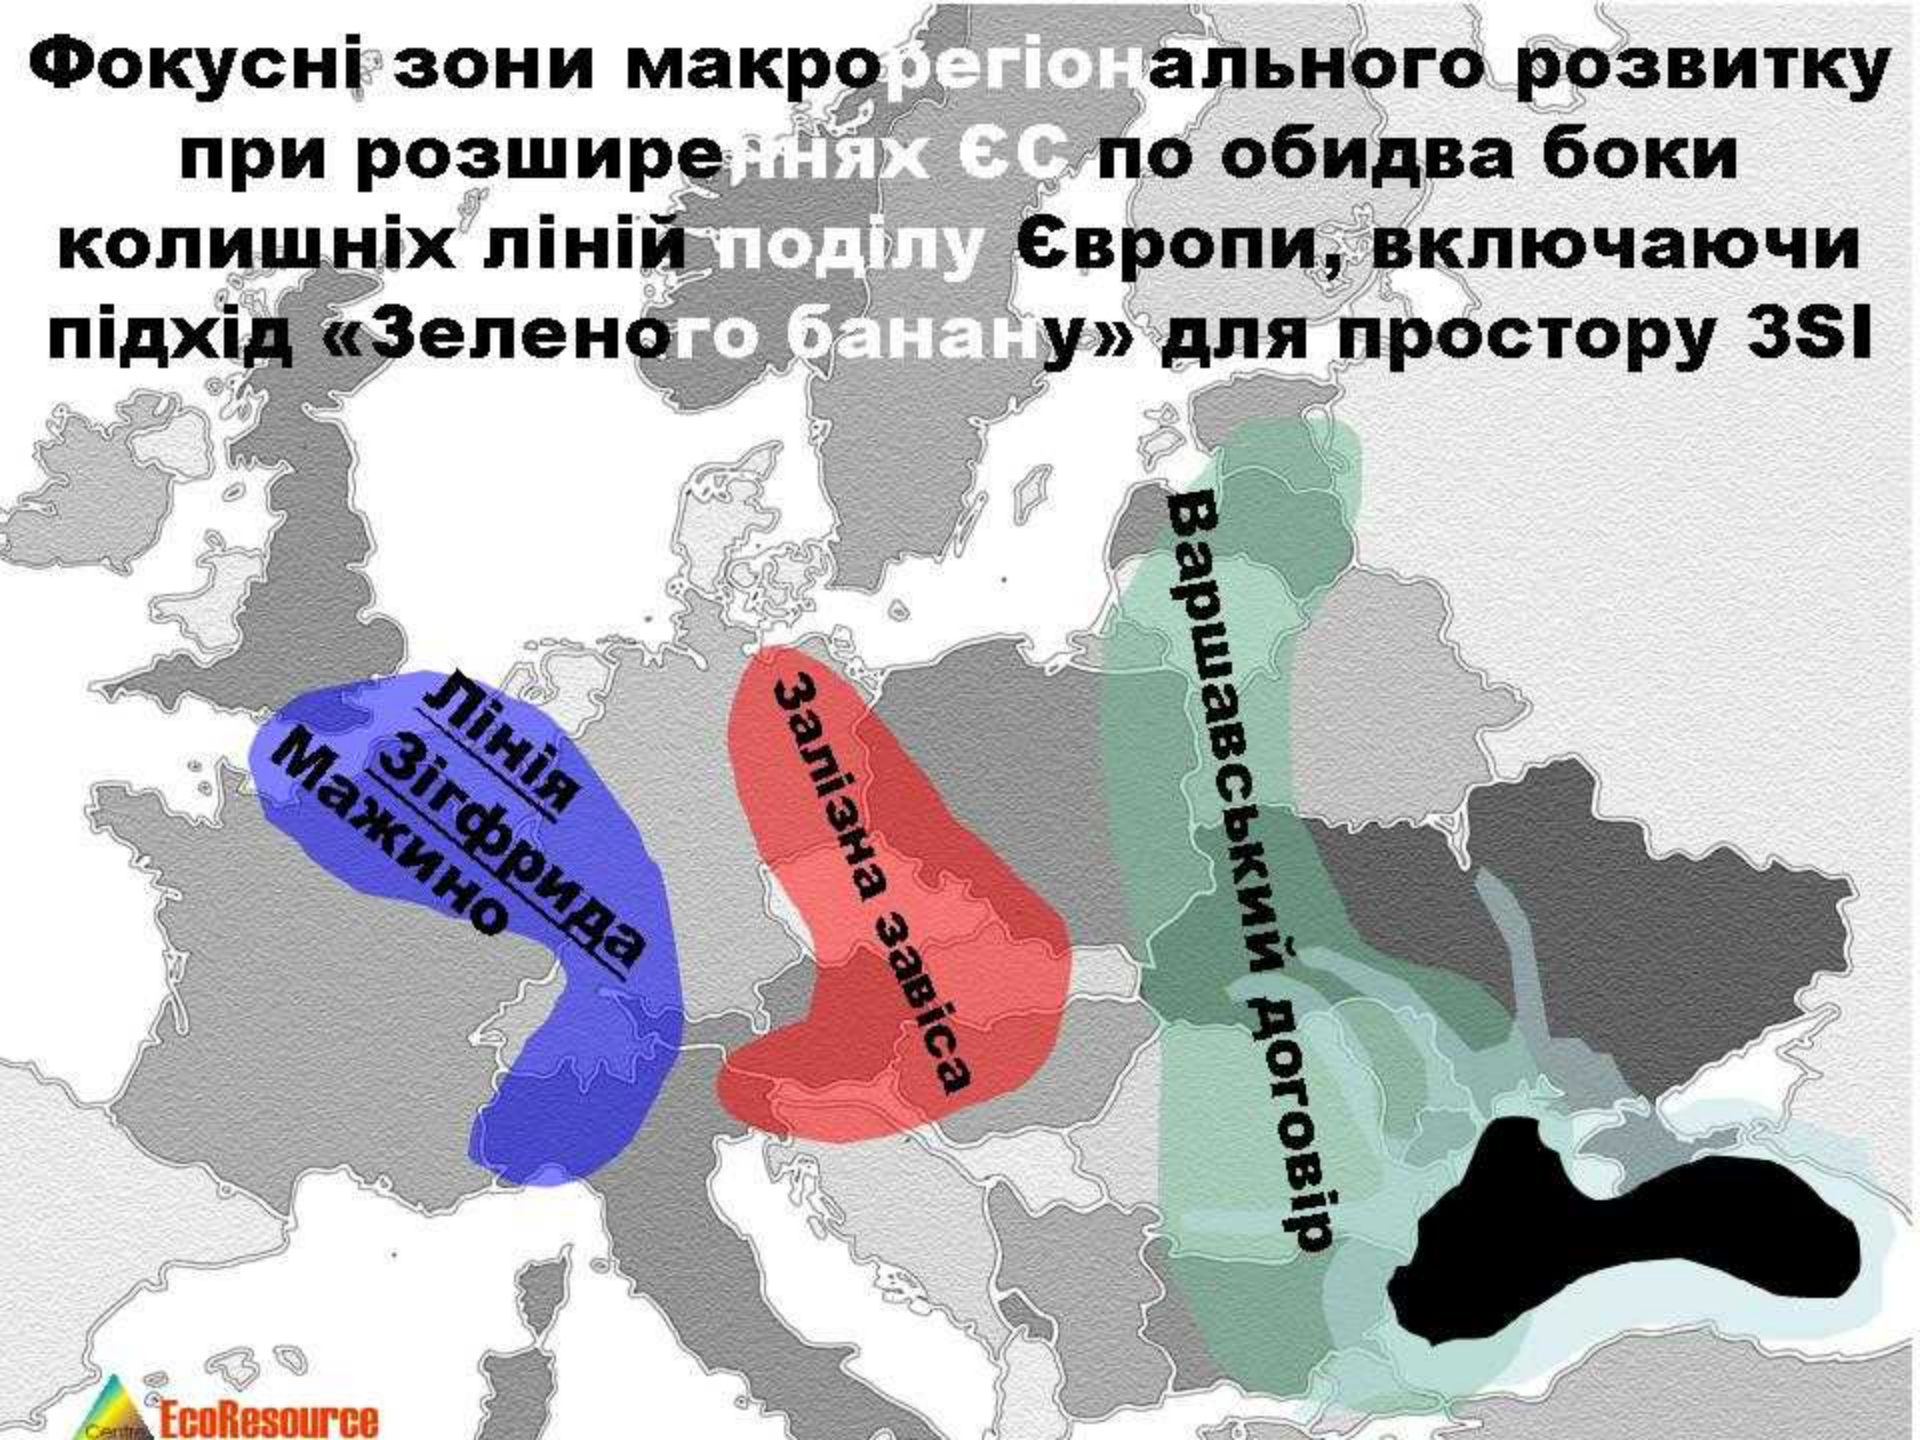 Фокусні зони макрорегіонального розвитку
при розширеннях ЄС по обидва боки
колишніх ліній поділу Європи, включаючи
підхід «Зеленого банану» для простору 3SI
Лінія
Зігфрида
Мажино
Залізна завіса
Варшавський договір
Centre
EcoResource